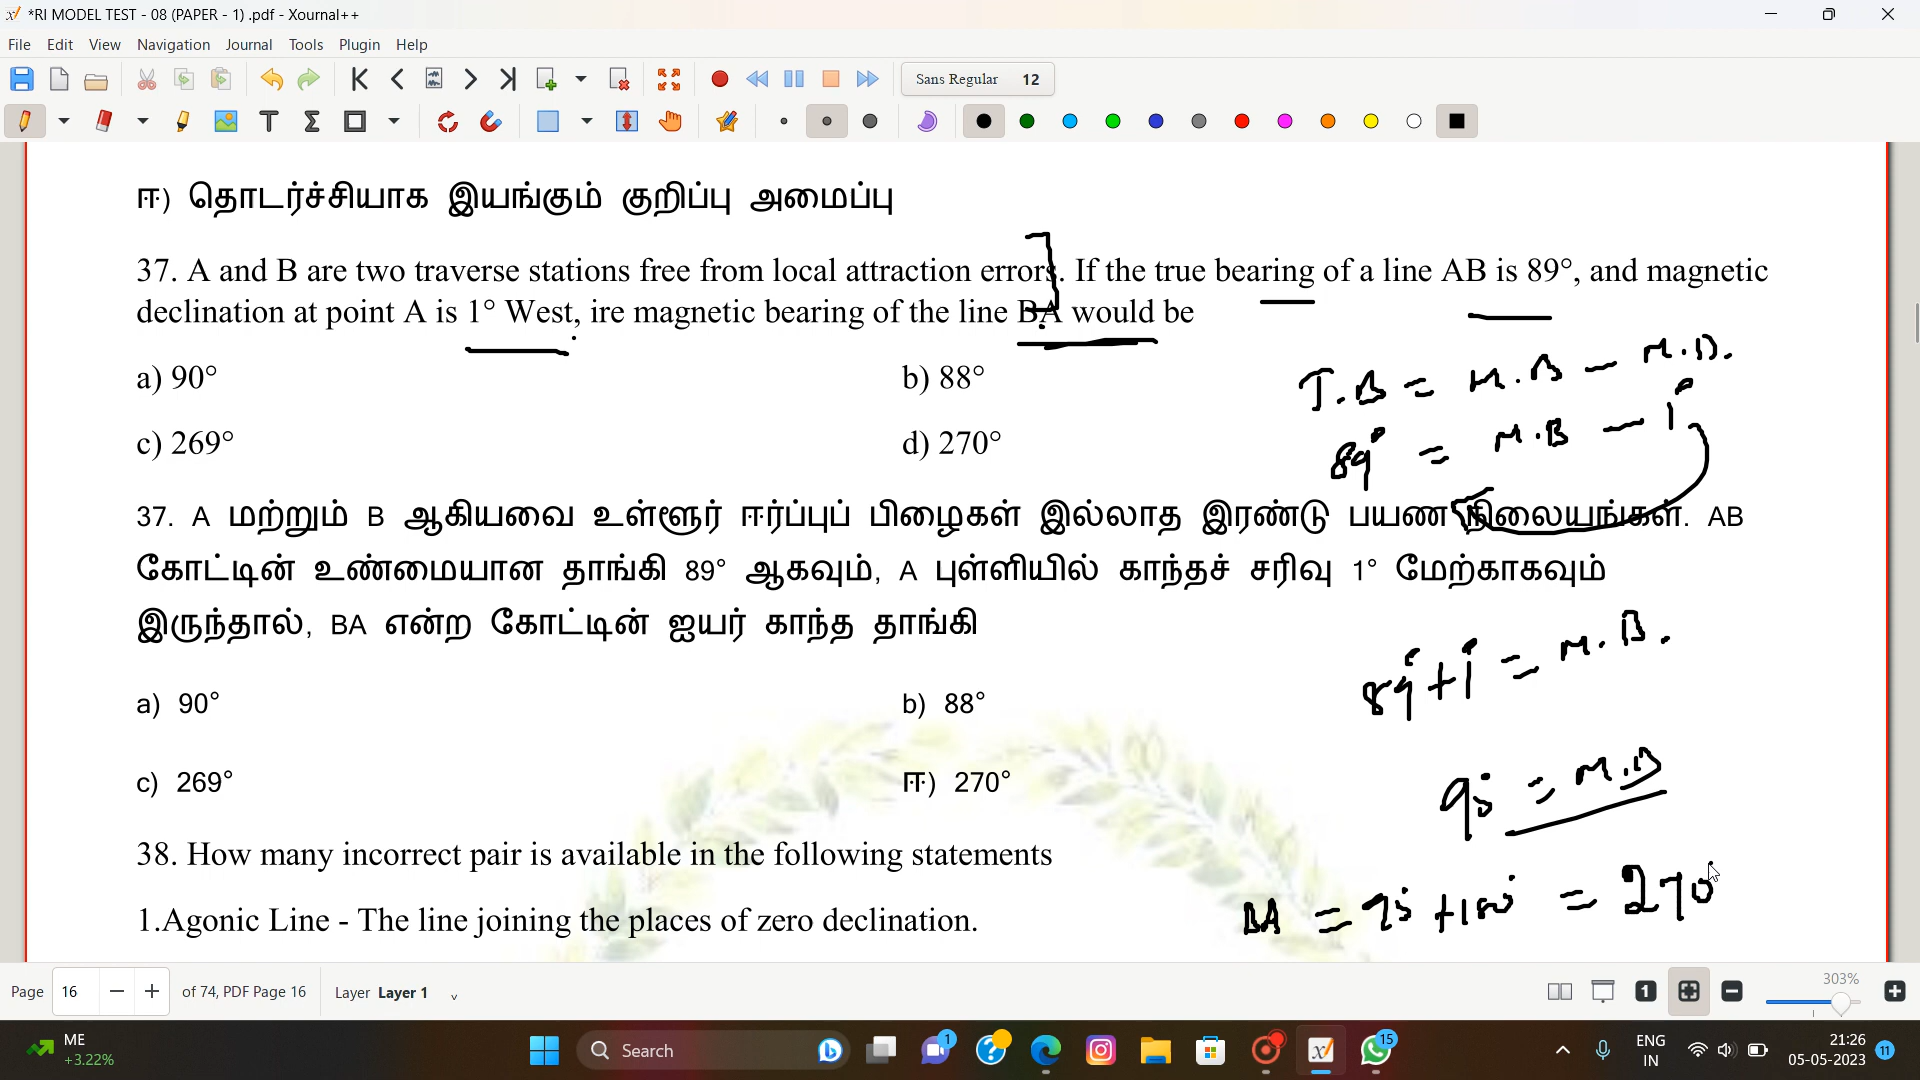 *RI MODEL TEST - 08 (PAPER - 1) .pdf - Xournal++
File Edit View Navigation Journal Tools Plugin Help
Sans Regular 12
ஈ) தொடர்ச்சியாக இயங்கும் குறிப்பு அமைப்பு
37. A and B are two traverse stations free from local attraction errors. If the true bearing of a line AB is 89°, and magnetic
declination at point A is 1° West, ire magnetic bearing of the line BA would be
a) 90° b) 88°
T.B = M.B - M.D.
c) 269° d) 270°
89° = M.B - 1°
37. A மற்றும் B ஆகியவை உள்ளூர் ஈர்ப்புப் பிழைகள் இல்லாத இரண்டு பயண நிலையங்கள். AB
கோட்டின் உண்மையான தாங்கி 89° ஆகவும், A புள்ளியில் காந்தச் சரிவு 1° மேற்காகவும்
இருந்தால், BA என்ற கோட்டின் ஐயர் காந்த தாங்கி
89°+1° = M.B.
a) 90° b) 88°
c) 269° ஈ) 270°
90° = M.B
38. How many incorrect pair is available in the following statements
1.Agonic Line - The line joining the places of zero declination.
BA = 90° +180° = 270°
Page 16 of 74, PDF Page 16 Layer Layer 1 303%
ME
+3.22%
Search
1
15
ENG
IN
21:26
05-05-2023
11